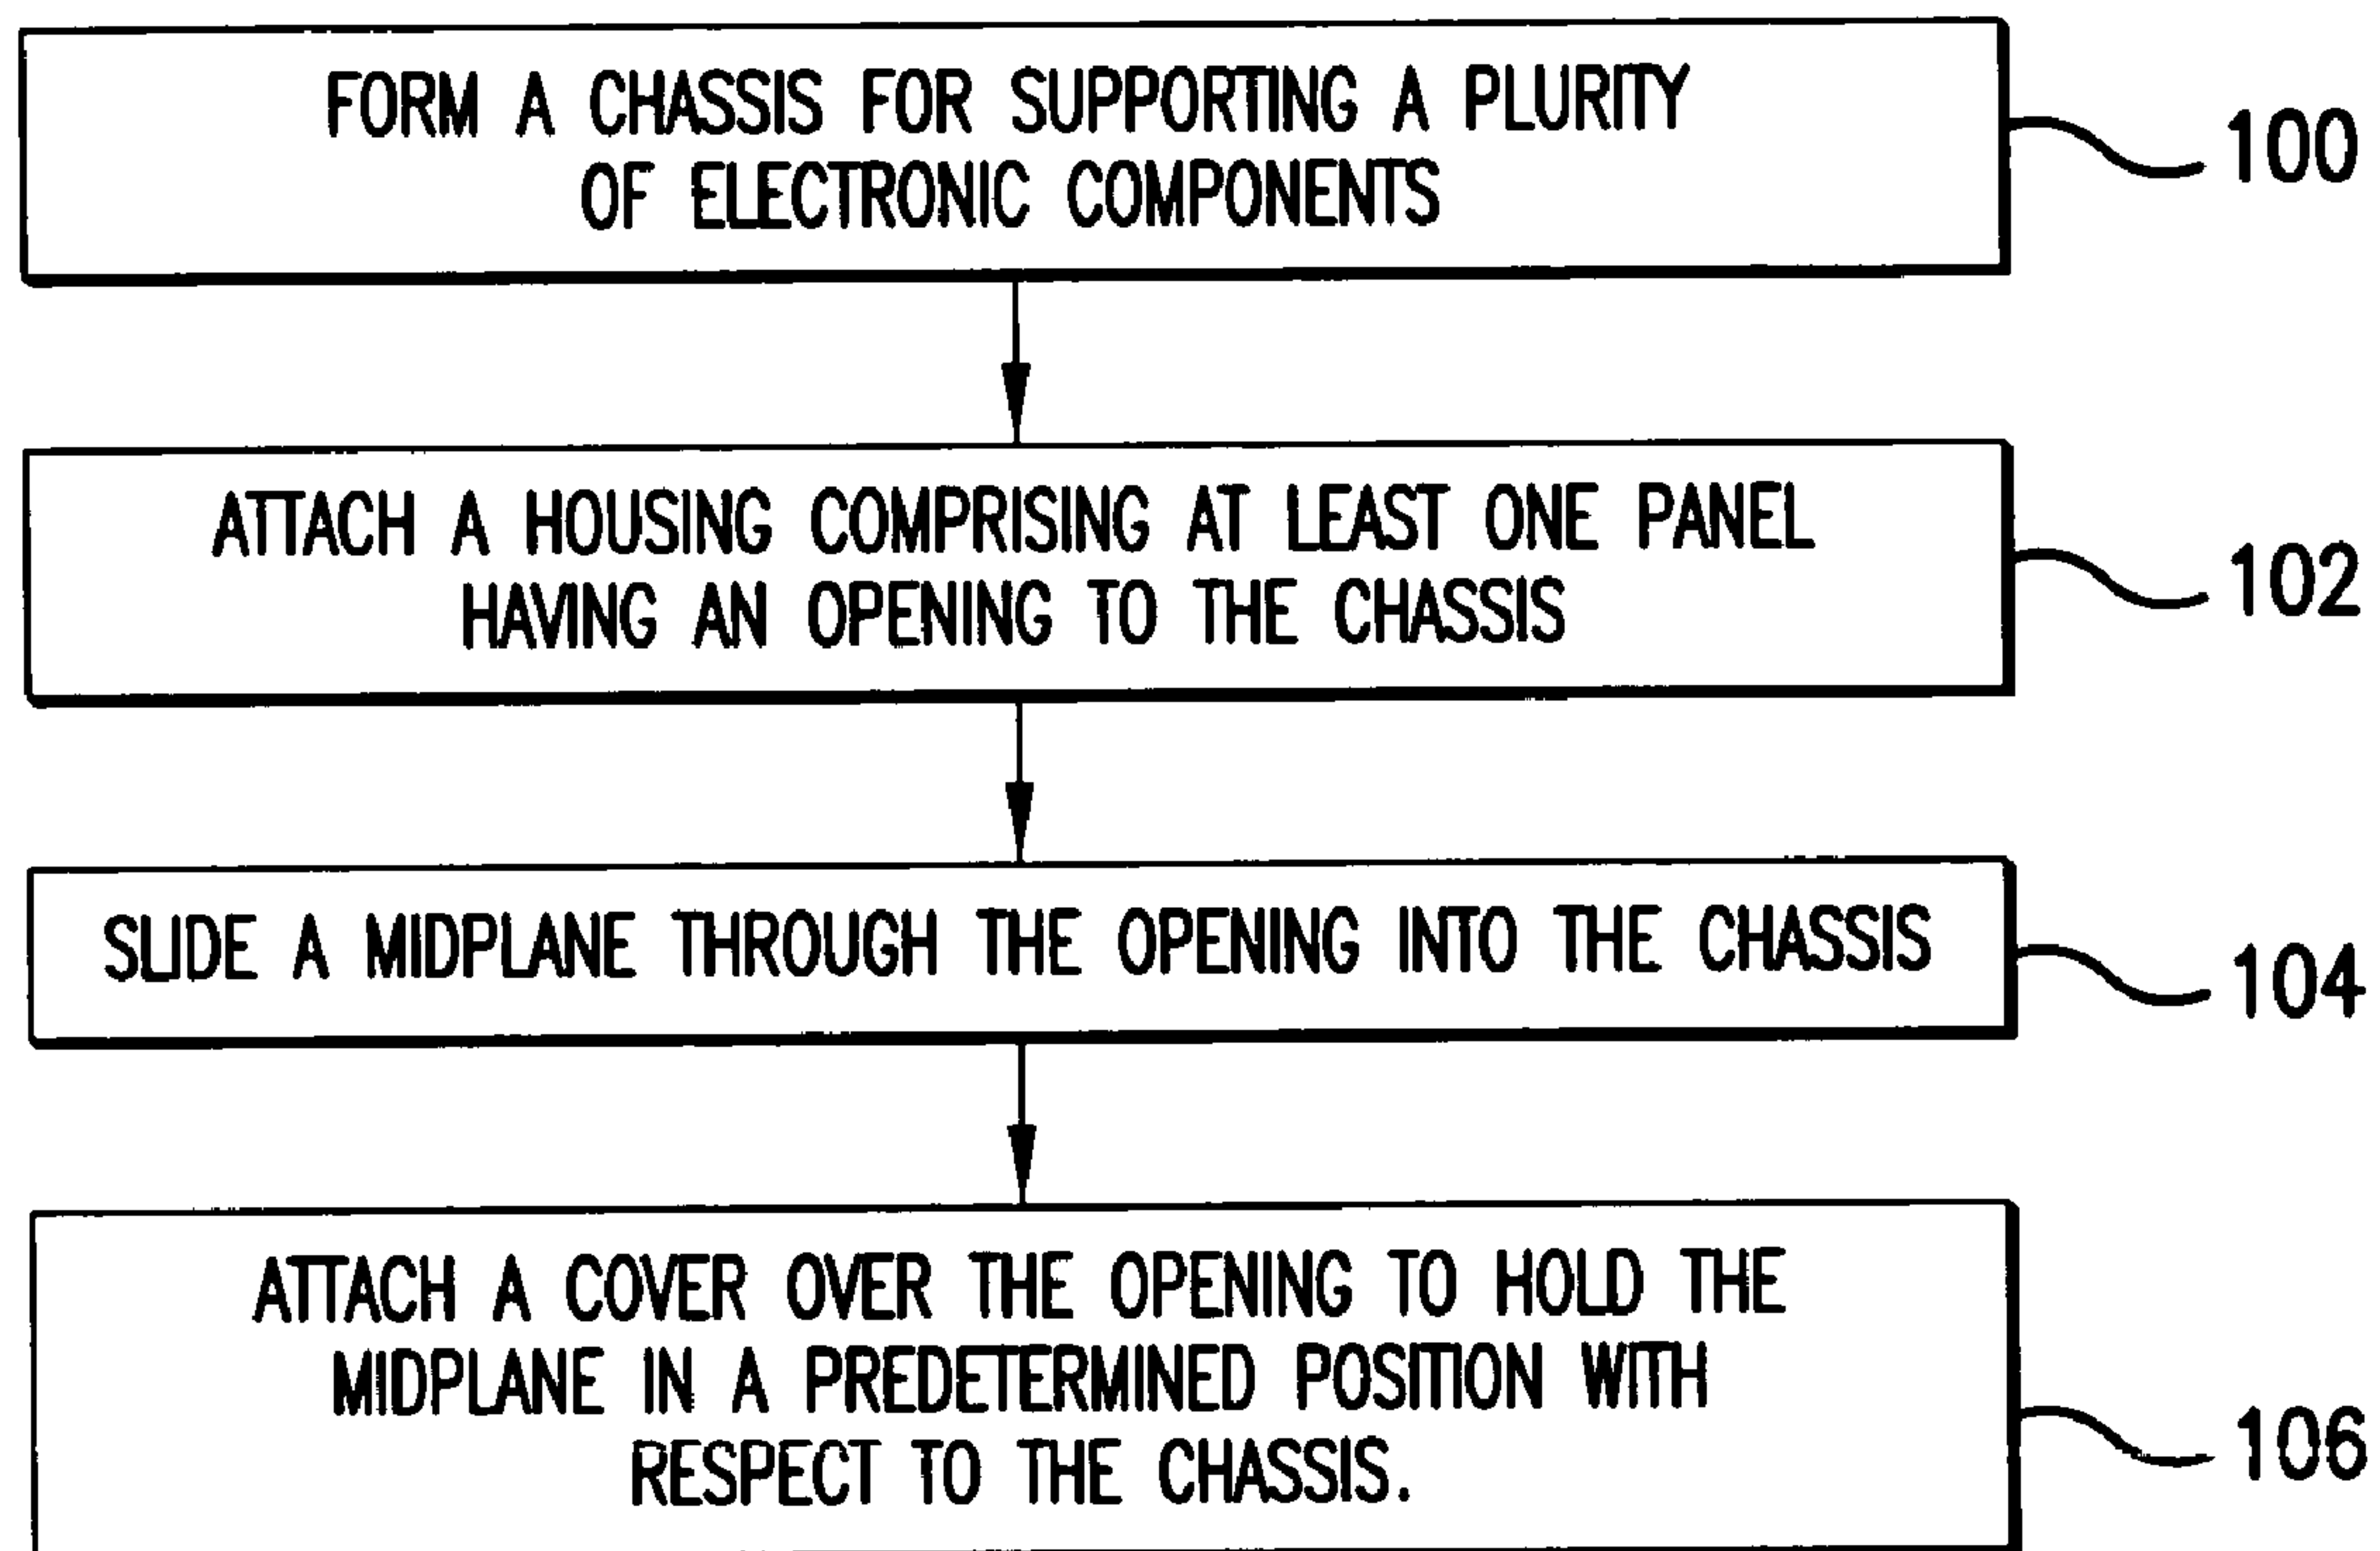 FORM A CHASSIS FOR SUPPORTING A PLURITY
OF ELECTRONIC COMPONENTS
100
ATTACH A HOUSING COMPRISING AT LEAST ONE PANEL
HAVING AN OPENING TO THE CHASSIS
102
SLIDE A MIDPLANE THROUGH THE OPENING INTO THE CHASSIS
104
ATTACH A COVER OVER THE OPENING TO HOLD THE
MIDPLANE IN A PREDETERMINED POSITION WITH
RESPECT TO THE CHASSIS.
106